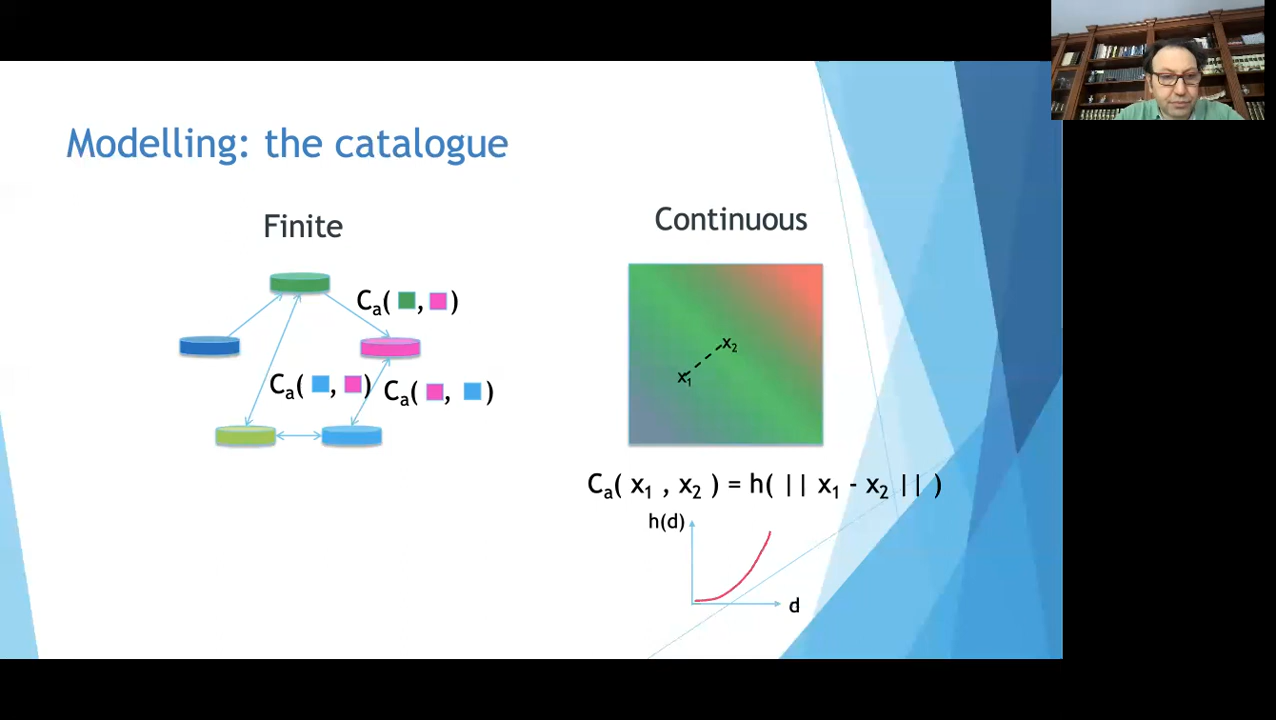 Modelling: the catalogue
Finite
Continuous
Ca( , )
x2
x1
Ca( , )
Ca( , )
Ca( x1 , x2 ) = h( || x1 - x2 || )
h(d)
d